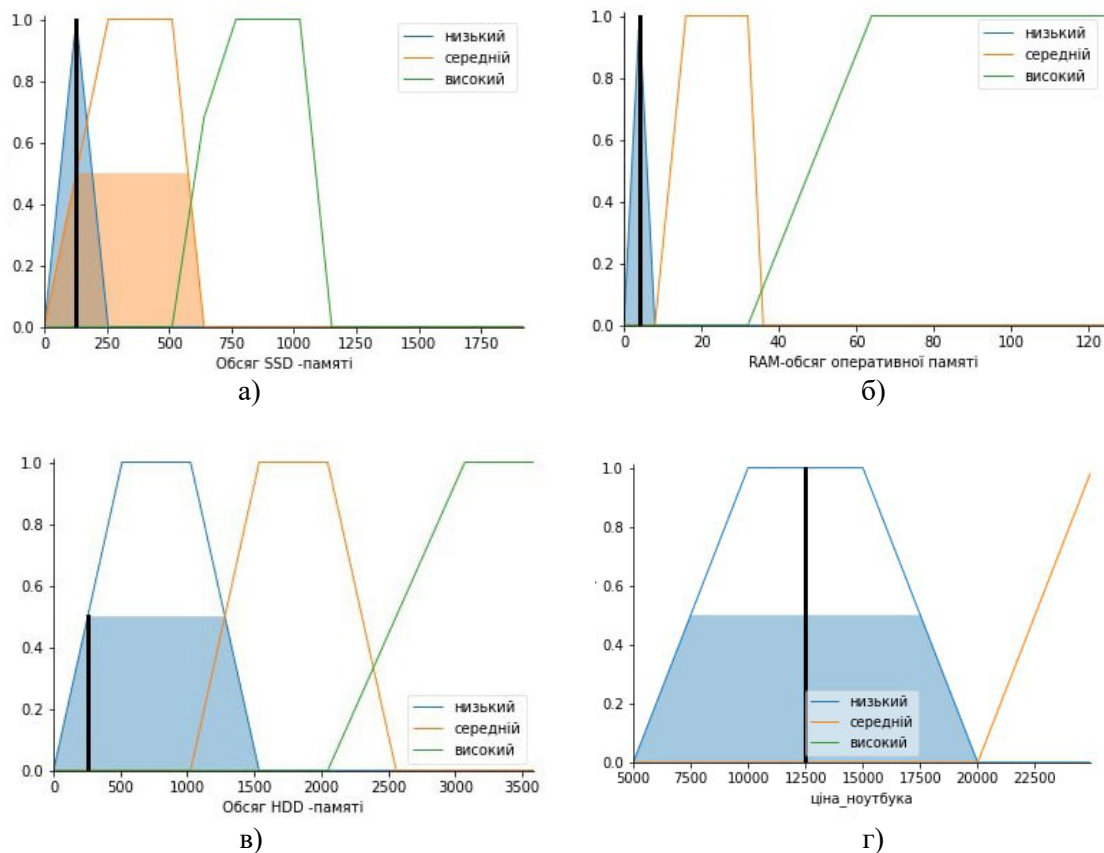 1.0
0.8
0.6
0.4
0.2
0.0
низький
середній
високий
0 250 500 750 1000 1250 1500 1750
Обсяг SSD -памяті
а)
1.0
0.8
0.6
0.4
0.2
0.0
низький
середній
високий
0 20 40 60 80 100 120
RAM-обсяг оперативної памяті
б)
1.0
0.8
0.6
0.4
0.2
0.0
низький
середній
високий
0 500 1000 1500 2000 2500 3000 3500
Обсяг HDD -памяті
в)
1.0
0.8
0.6
0.4
0.2
0.0
низький
середній
високий
5000 7500 10000 12500 15000 17500 20000 22500
ціна_ноутбука
г)